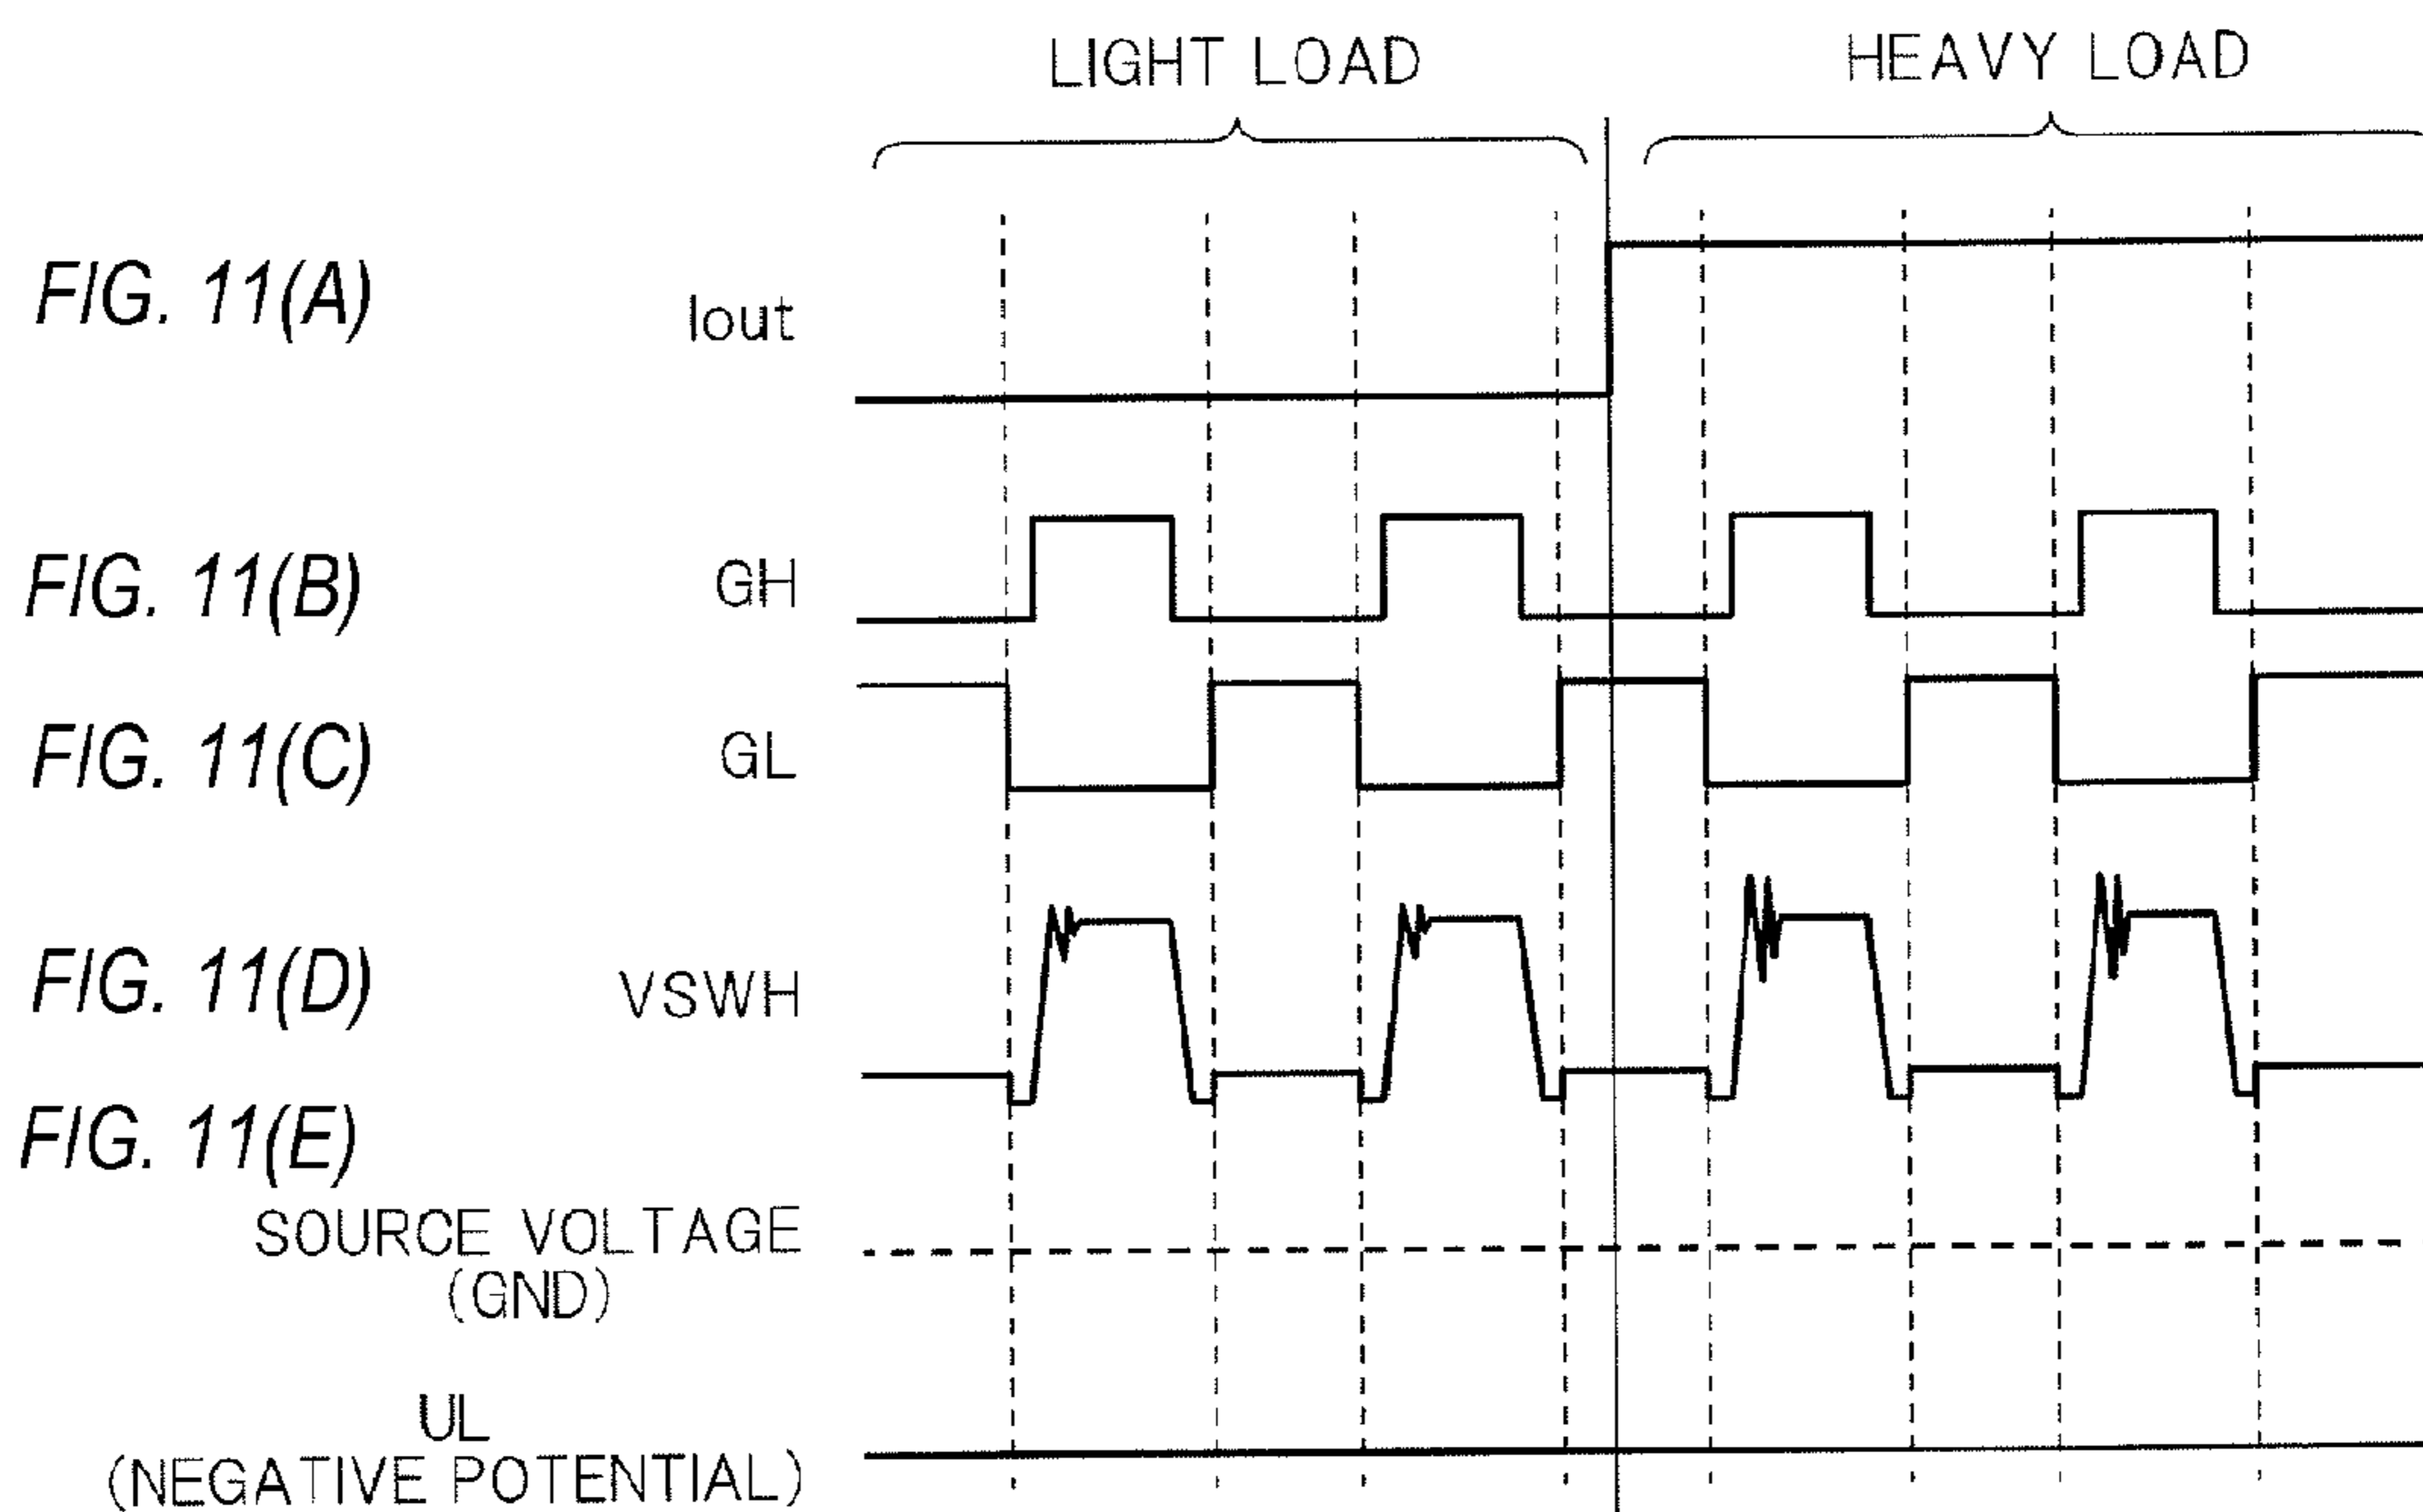 LIGHT LOAD
HEAVY LOAD
FIG. 11(A)
Iout
FIG. 11(B)
GH
FIG. 11(C)
GL
FIG. 11(D)
VSWH
FIG. 11(E)
SOURCE VOLTAGE
(GND)
UL
(NEGATIVE POTENTIAL)